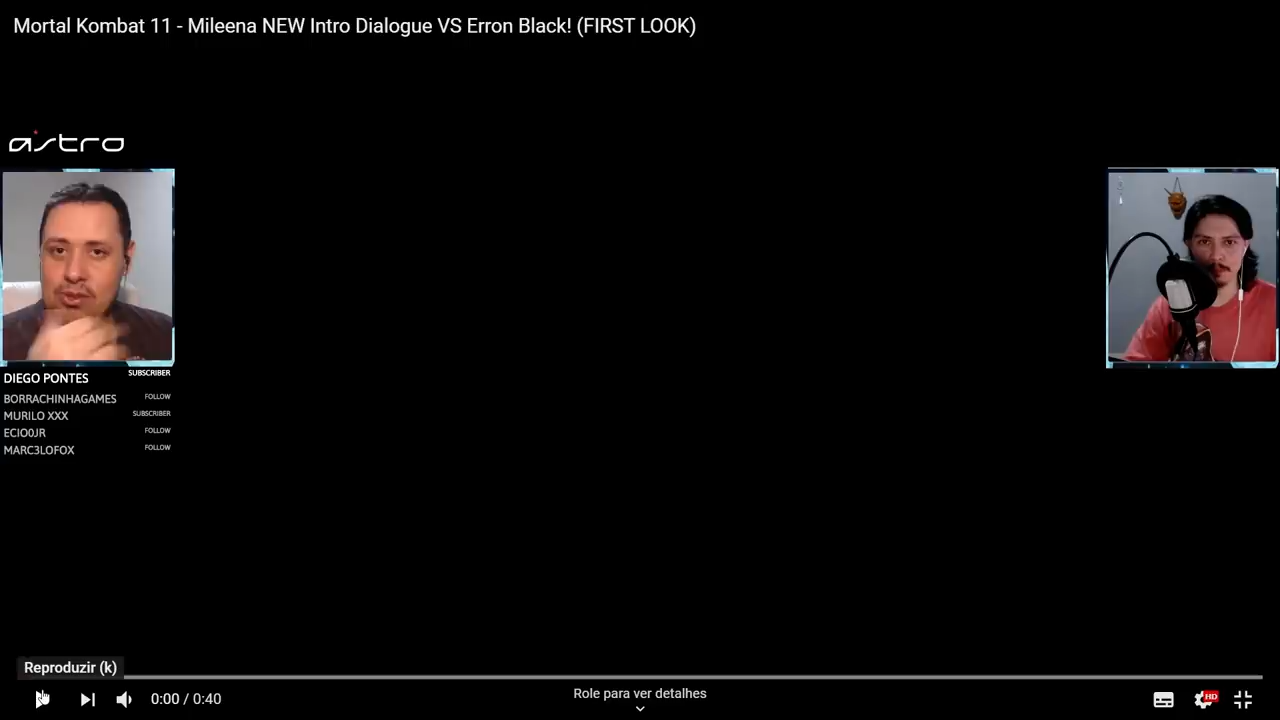 Mortal Kombat 11 - Mileena NEW Intro Dialogue VS Erron Black! (FIRST LOOK)
astro
DIEGO PONTES SUBSCRIBER
BORRACHINHAGAMES FOLLOW
MURILO XXX SUBSCRIBER
ECIO0JR FOLLOW
MARC3LOFOX FOLLOW
Reproduzir (k)
0:00 / 0:40
Role para ver detalhes
HD